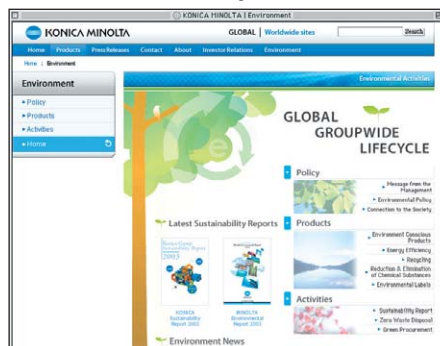 KONICA MINOLTA | Environment
KONICA MINOLTA
GLOBAL | Worldwide sites
Search
Home Products Press Releases Contact About Investor Relations Environment
Home : Environment
Environment
Environmental Activities
Policy
Products
Activities
Home
e
GLOBAL
GROUPWIDE
LIFECYCLE
Policy
Message from the
Management
Environmental Policy
Connection to the Society
Latest Sustainability Reports
Products
Environment Conscious
Products
Energy Efficiency
Recycling
Reduction & Elimination
of Chemical Substances
Environmental Labels
KONICA
Sustainability
Report 2003
MINOLTA
Environmental
Report 2003
Activities
Sustainability Report
Zero Waste Disposal
Green Procurement
Environment News